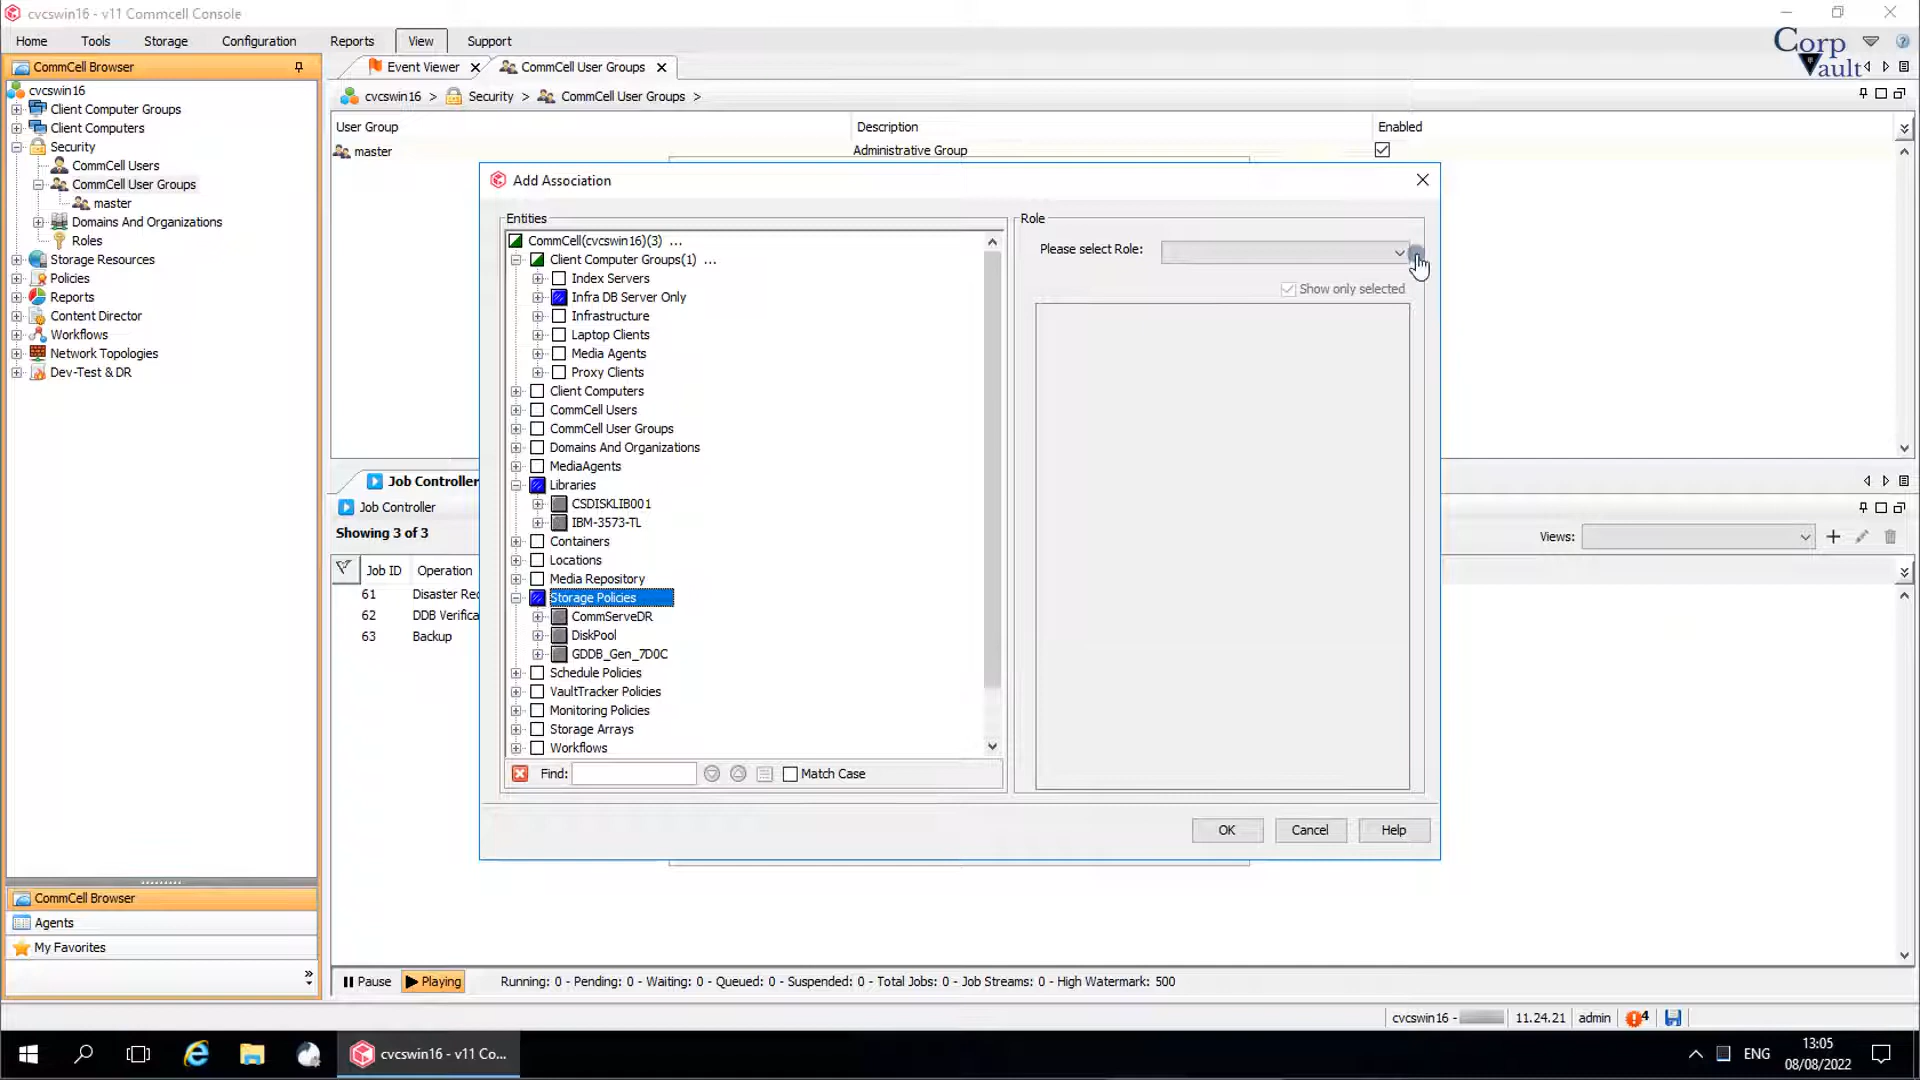 cvcswin16 - v11 Commcell Console
Home Tools Storage Configuration Reports View Support
Corp Vault
CommCell Browser
Event Viewer
CommCell User Groups
cvcswin16 > Security > CommCell User Groups >
cvcswin16
Client Computer Groups
Client Computers
Security
CommCell Users
CommCell User Groups
master
Domains And Organizations
Roles
Storage Resources
Policies
Reports
Content Director
Workflows
Network Topologies
Dev-Test & DR
User Group Description Enabled
master Administrative Group
Add Association
Entities
CommCell(cvcswin16)(3) ...
Client Computer Groups(1) ...
Index Servers
Infra DB Server Only
Infrastructure
Laptop Clients
Media Agents
Proxy Clients
Client Computers
CommCell Users
CommCell User Groups
Domains And Organizations
MediaAgents
Libraries
CSDISKLIB001
IBM-3573-TL
Containers
Locations
Media Repository
Storage Policies
CommServeDR
DiskPool
GDDB_Gen_7D0C
Schedule Policies
VaultTracker Policies
Monitoring Policies
Storage Arrays
Workflows
Find:
Match Case
Role
Please select Role:
Show only selected
OK Cancel Help
Job Controller
Job Controller
Showing 3 of 3
Views:
Job ID Operation
61 Disaster Rec
62 DDB Verifica
63 Backup
CommCell Browser
Agents
My Favorites
»
Pause Playing Running: 0 - Pending: 0 - Waiting: 0 - Queued: 0 - Suspended: 0 - Total Jobs: 0 - Job Streams: 0 - High Watermark: 500
cvcswin16 - 11.24.21 admin 4
cvcswin16 - v11 Co...
ENG
13:05
08/08/2022